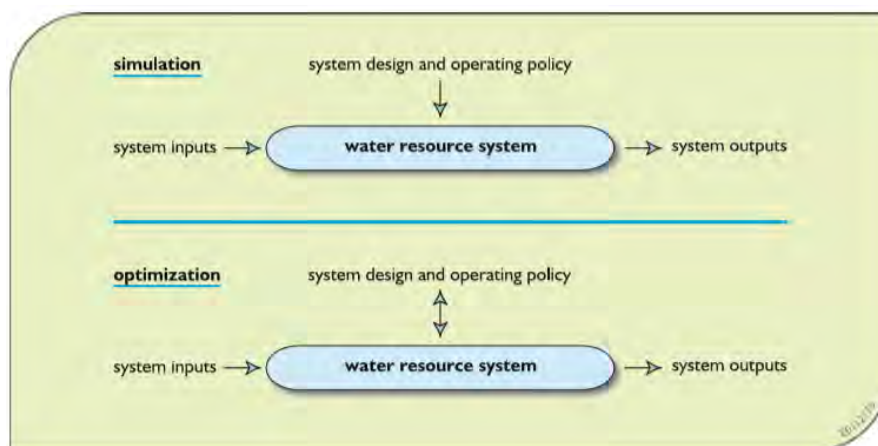 simulation
system design and operating policy
system inputs
water resource system
system outputs
optimization
system design and operating policy
system inputs
water resource system
system outputs